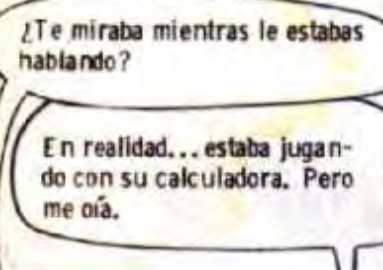 ¿Te miraba mientras le estabas
hablando?
En realidad... estaba jugan-
do con su calculadora. Pero
me oía.